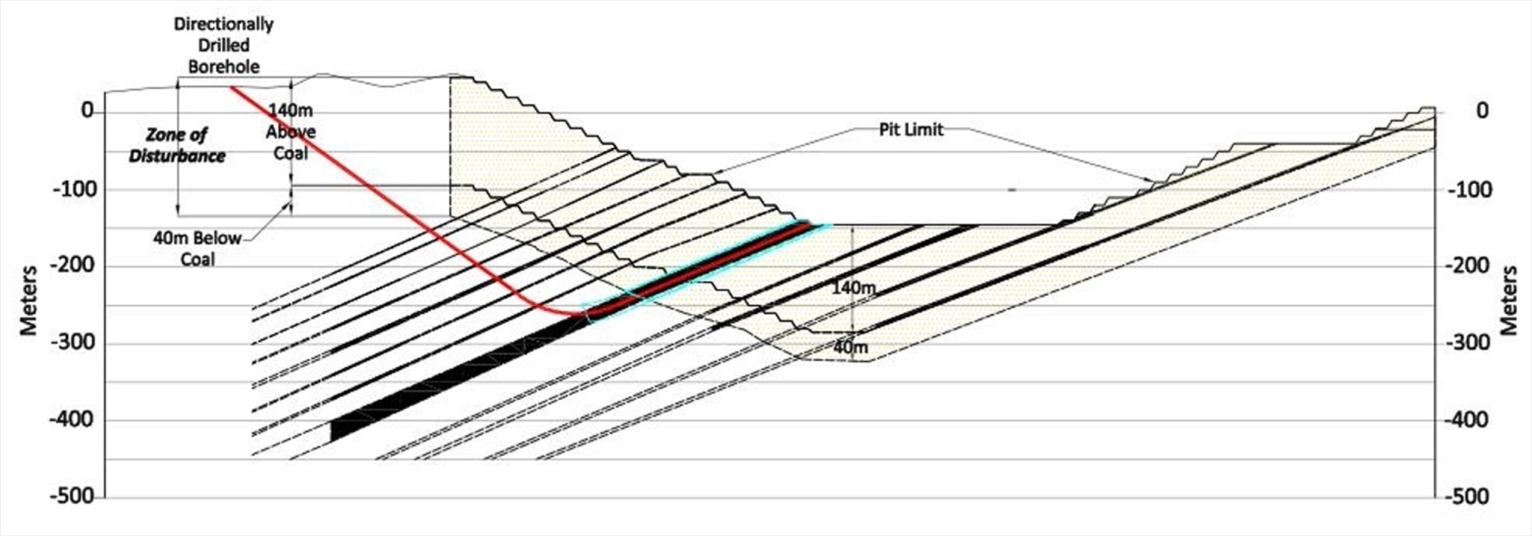 Directionally
Drilled
Borehole
0
140m
Above
Coal
Zone of
Disturbance
Pit Limit
0
-100
-100
40m Below
Coal
-200
-200
140m
Meters
Meters
-300
40m
-300
-400
-400
-500
-500